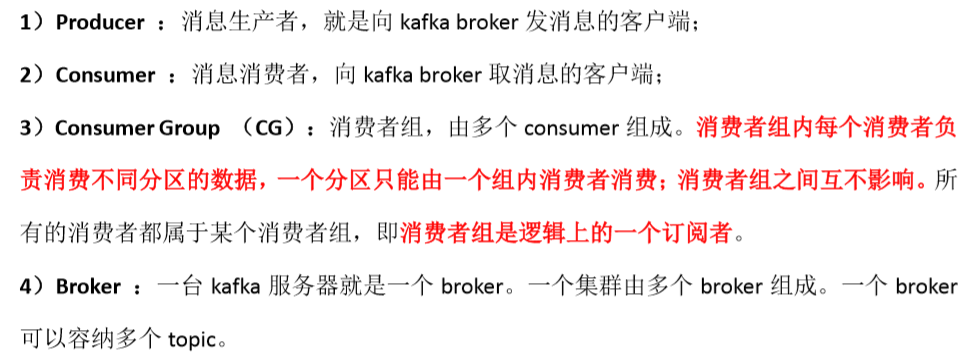 1）Producer ：消息生产者，就是向 kafka broker 发消息的客户端；
2）Consumer ：消息消费者，向 kafka broker 取消息的客户端；
3）Consumer Group （CG）：消费者组，由多个 consumer 组成。消费者组内每个消费者负
责消费不同分区的数据，一个分区只能由一个组内消费者消费；消费者组之间互不影响。所
有的消费者都属于某个消费者组，即消费者组是逻辑上的一个订阅者。
4）Broker ：一台 kafka 服务器就是一个 broker。一个集群由多个 broker 组成。一个 broker
可以容纳多个 topic。